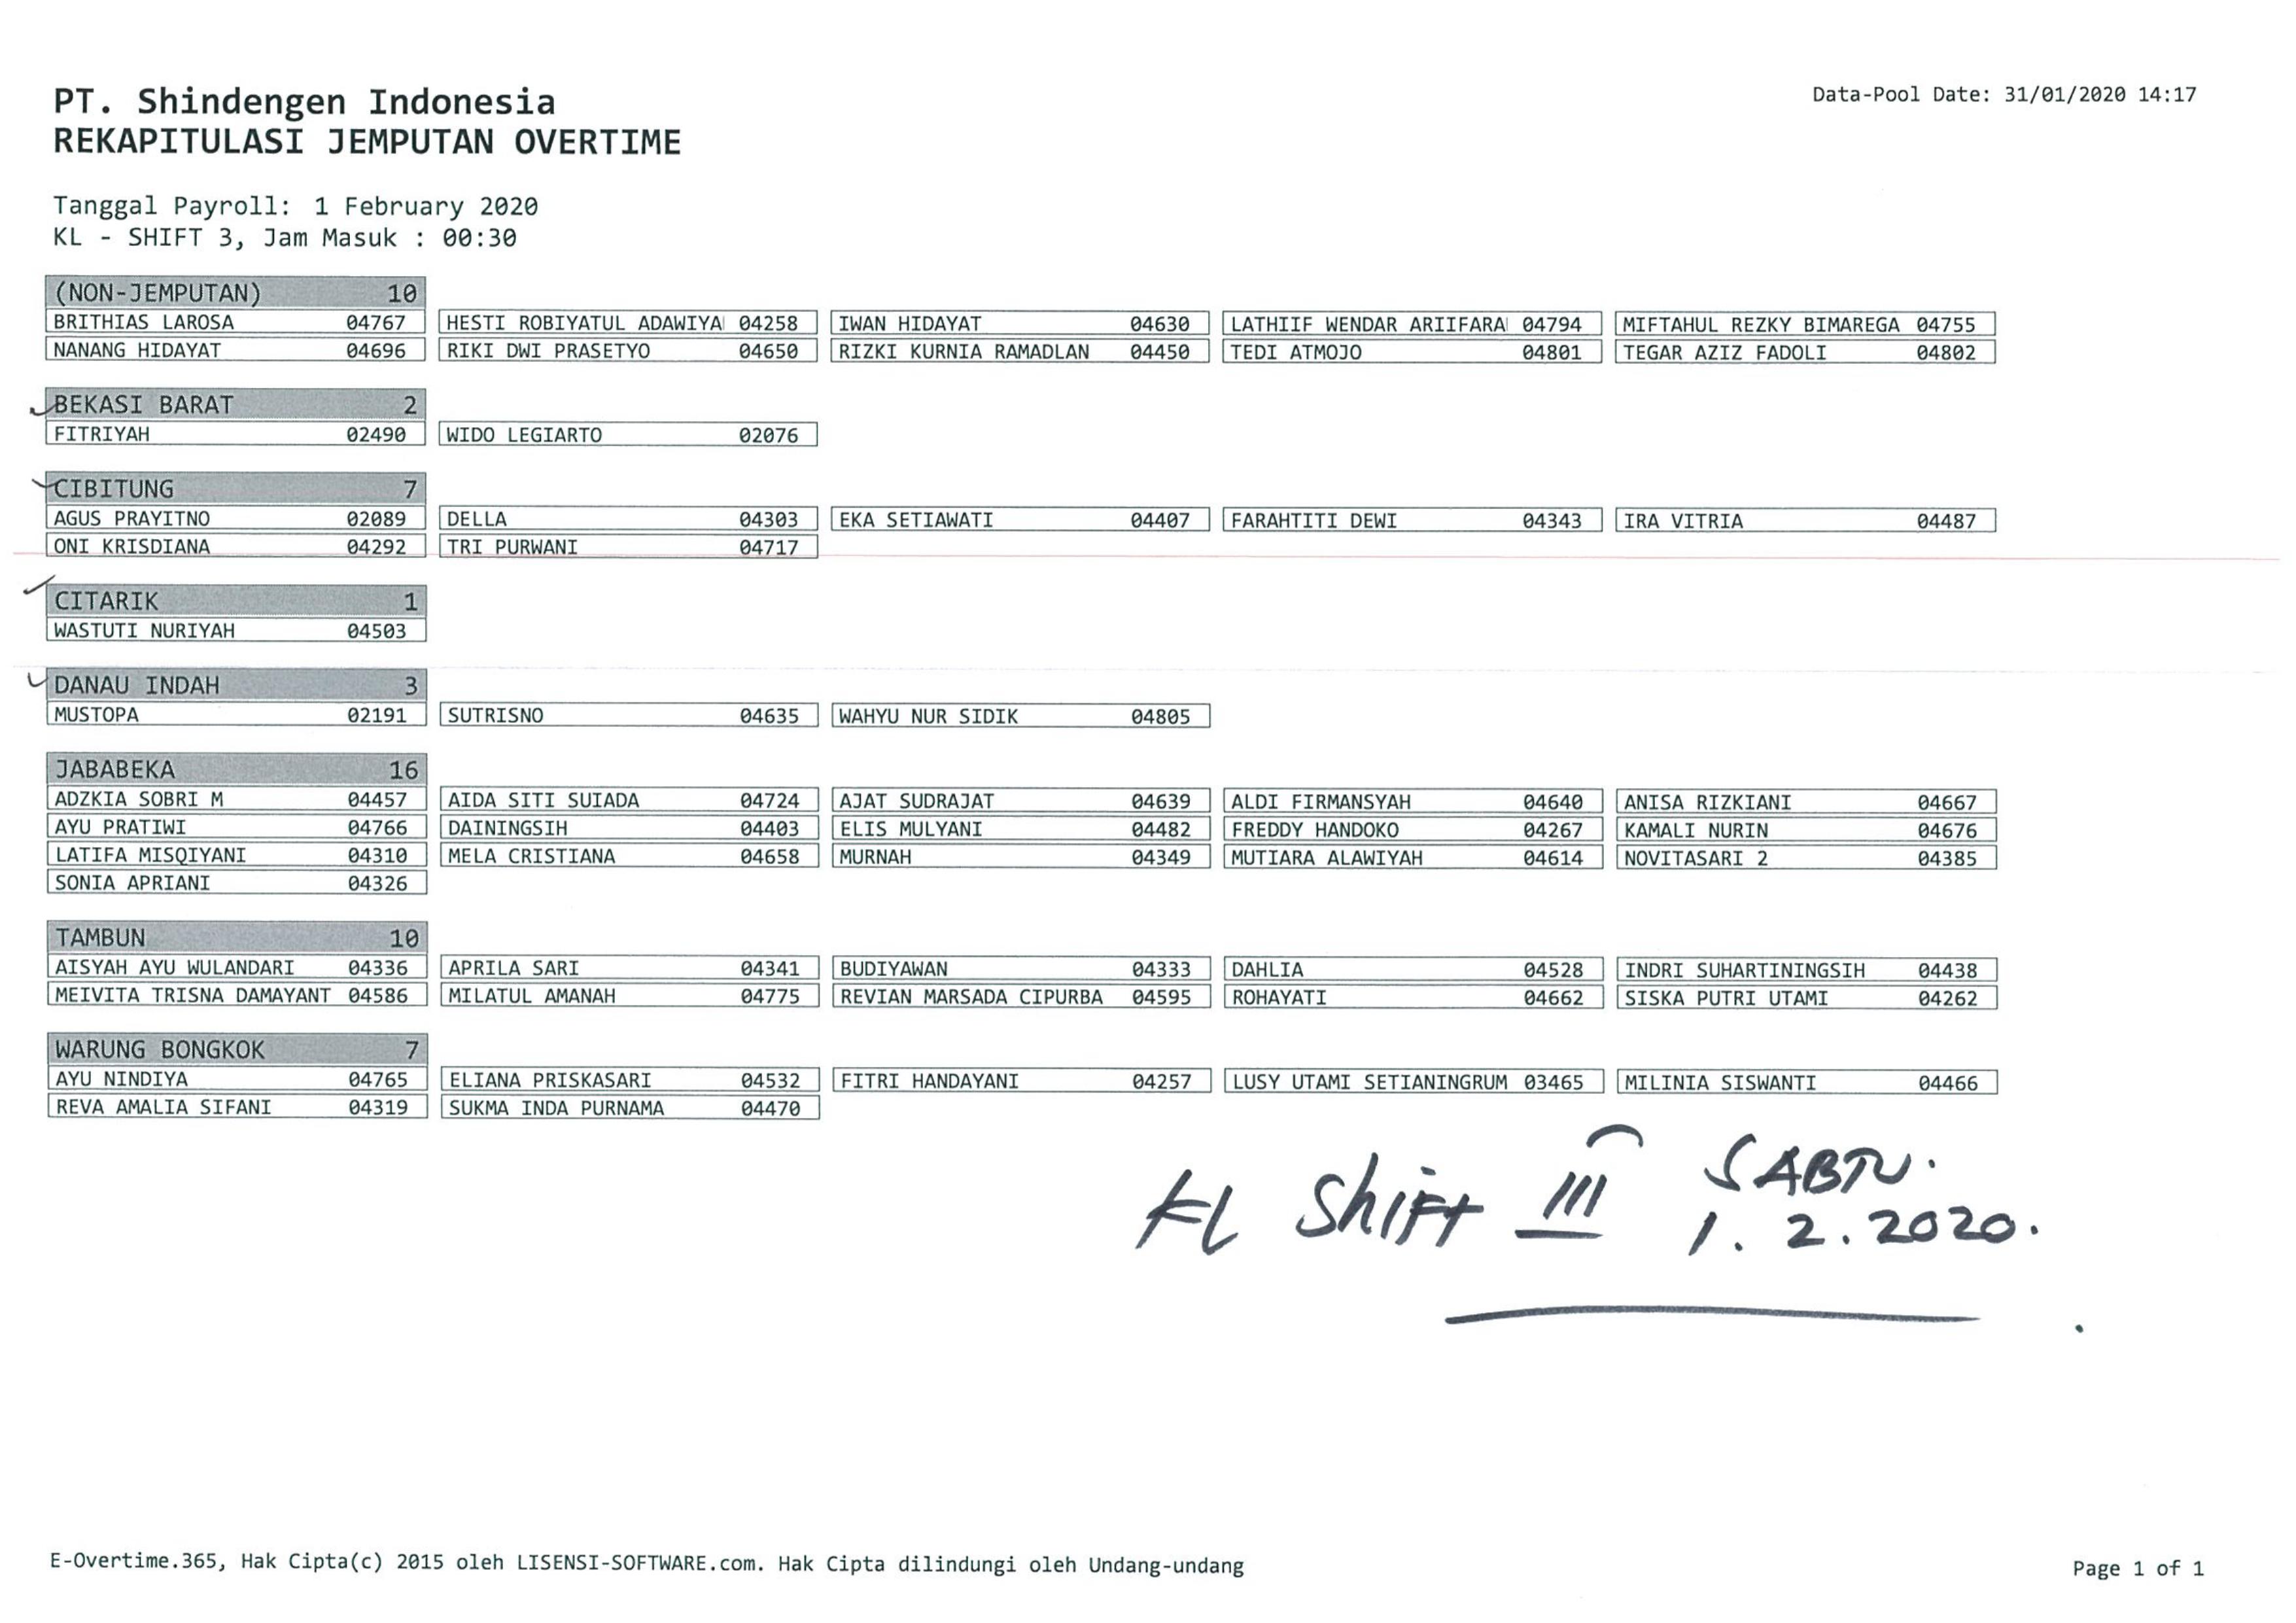 PT. Shindengen Indonesia
Data-Pool Date: 31/01/2020 14:17
REKAPITULASI JEMPUTAN OVERTIME
Tanggal Payroll: 1 February 2020
KL - SHIFT 3, Jam Masuk : 00:30
(NON-JEMPUTAN) 10
BRITHIAS LAROSA 04767 HESTI ROBIYATUL ADAWIYA 04258 IWAN HIDAYAT 04630 LATHIIF WENDAR ARIIFARA 04794 MIFTAHUL REZKY BIMAREGA 04755
NANANG HIDAYAT 04696 RIKI DWI PRASETYO 04650 RIZKI KURNIA RAMADLAN 04450 TEDI ATMOJO 04801 TEGAR AZIZ FADOLI 04802
BEKASI BARAT 2
FITRIYAH 02490 WIDO LEGIARTO 02076
CIBITUNG 7
AGUS PRAYITNO 02089 DELLA 04303 EKA SETIAWATI 04407 FARAHTITI DEWI 04343 IRA VITRIA 04487
ONI KRISDIANA 04292 TRI PURWANI 04717
CITARIK 1
WASTUTI NURIYAH 04503
DANAU INDAH 3
MUSTOPA 02191 SUTRISNO 04635 WAHYU NUR SIDIK 04805
JABABEKA 16
ADZKIA SOBRI M 04457 AIDA SITI SUIADA 04724 AJAT SUDRAJAT 04639 ALDI FIRMANSYAH 04640 ANISA RIZKIANI 04667
AYU PRATIWI 04766 DAININGSIH 04403 ELIS MULYANI 04482 FREDDY HANDOKO 04267 KAMALI NURIN 04676
LATIFA MISQIYANI 04310 MELA CRISTIANA 04658 MURNAH 04349 MUTIARA ALAWIYAH 04614 NOVITASARI 2 04385
SONIA APRIANI 04326
TAMBUN 10
AISYAH AYU WULANDARI 04336 APRILA SARI 04341 BUDIYAWAN 04333 DAHLIA 04528 INDRI SUHARTININGSIH 04438
MEIVITA TRISNA DAMAYANT 04586 MILATUL AMANAH 04775 REVIAN MARSADA CIPURBA 04595 ROHAYATI 04662 SISKA PUTRI UTAMI 04262
WARUNG BONGKOK 7
AYU NINDIYA 04765 ELIANA PRISKASARI 04532 FITRI HANDAYANI 04257 LUSY UTAMI SETIANINGRUM 03465 MILINIA SISWANTI 04466
REVA AMALIA SIFANI 04319 SUKMA INDA PURNAMA 04470
KL Shift III SABTU.
1. 2. 2020.
E-Overtime.365, Hak Cipta(c) 2015 oleh LISENSI-SOFTWARE.com. Hak Cipta dilindungi oleh Undang-undang
Page 1 of 1